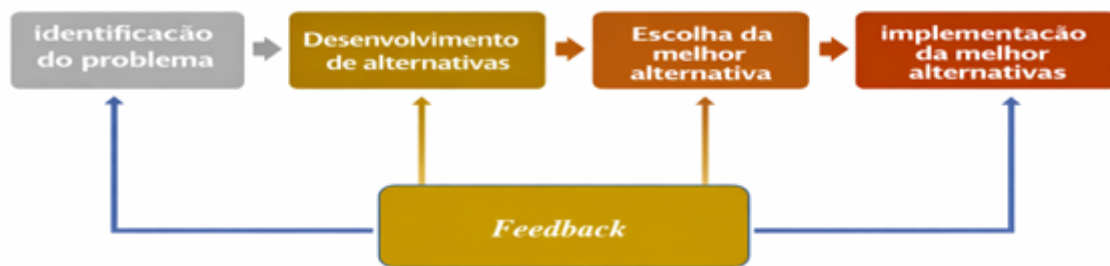 identificacão
do problema
Desenvolvimento
de alternativas
Escolha da
melhor
alternativa
implementacão
da melhor
alternativas
Feedback